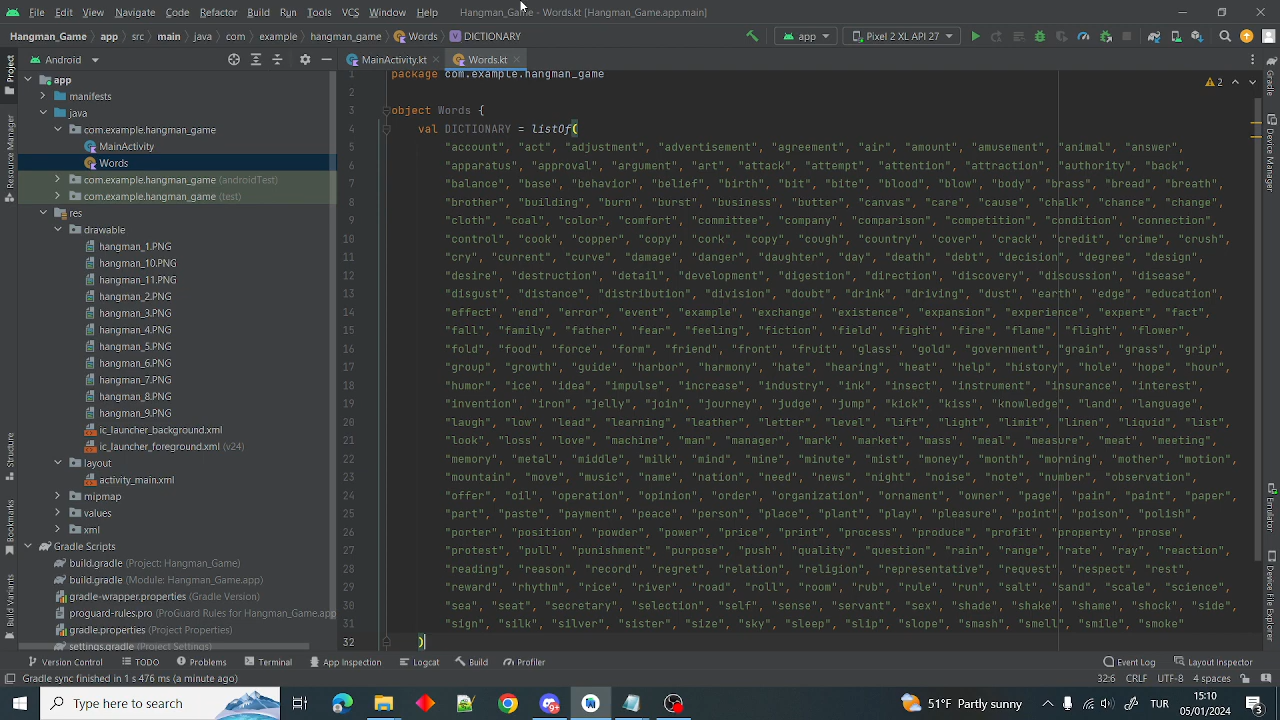 File Edit View Navigate Code Refactor Build Run Tools VCS Window Help Hangman_Game - Words.kt [Hangman_Game.app.main]
Hangman_Game app src main java com example hangman_game Words DICTIONARY app Pixel 2 XL API 27
Android MainActivity.kt Words.kt
Project
Resource Manager
Structure
Bookmarks
Build Variants
app
manifests
java
com.example.hangman_game
MainActivity
Words
com.example.hangman_game (androidTest)
com.example.hangman_game (test)
res
drawable
hangman_1.PNG
hangman_10.PNG
hangman_11.PNG
hangman_2.PNG
hangman_3.PNG
hangman_4.PNG
hangman_5.PNG
hangman_6.PNG
hangman_7.PNG
hangman_8.PNG
hangman_9.PNG
ic_launcher_background.xml
ic_launcher_foreground.xml (v24)
layout
activity_main.xml
mipmap
values
xml
Gradle Scripts
build.gradle (Project: Hangman_Game)
build.gradle (Module: Hangman_Game.app)
gradle-wrapper.properties (Gradle Version)
proguard-rules.pro (ProGuard Rules for Hangman_Game.app
gradle.properties (Project Properties)
settings.gradle (Project Settings)
1 package com.example.hangman_game
2
3 object Words {
4 val DICTIONARY = listOf(
5 "account", "act", "adjustment", "advertisement", "agreement", "air", "amount", "amusement", "animal", "answer",
6 "apparatus", "approval", "argument", "art", "attack", "attempt", "attention", "attraction", "authority", "back",
7 "balance", "base", "behavior", "belief", "birth", "bit", "bite", "blood", "blow", "body", "brass", "bread", "breath",
8 "brother", "building", "burn", "burst", "business", "butter", "canvas", "care", "cause", "chalk", "chance", "change",
9 "cloth", "coal", "color", "comfort", "committee", "company", "comparison", "competition", "condition", "connection",
10 "control", "cook", "copper", "copy", "cork", "copy", "cough", "country", "cover", "crack", "credit", "crime", "crush",
11 "cry", "current", "curve", "damage", "danger", "daughter", "day", "death", "debt", "decision", "degree", "design",
12 "desire", "destruction", "detail", "development", "digestion", "direction", "discovery", "discussion", "disease",
13 "disgust", "distance", "distribution", "division", "doubt", "drink", "driving", "dust", "earth", "edge", "education",
14 "effect", "end", "error", "event", "example", "exchange", "existence", "expansion", "experience", "expert", "fact",
15 "fall", "family", "father", "fear", "feeling", "fiction", "field", "fight", "fire", "flame", "flight", "flower",
16 "fold", "food", "force", "form", "friend", "front", "fruit", "glass", "gold", "government", "grain", "grass", "grip",
17 "group", "growth", "guide", "harbor", "harmony", "hate", "hearing", "heat", "help", "history", "hole", "hope", "hour",
18 "humor", "ice", "idea", "impulse", "increase", "industry", "ink", "insect", "instrument", "insurance", "interest",
19 "invention", "iron", "jelly", "join", "journey", "judge", "jump", "kick", "kiss", "knowledge", "land", "language",
20 "laugh", "low", "lead", "learning", "leather", "letter", "level", "lift", "light", "limit", "linen", "liquid", "list",
21 "look", "loss", "love", "machine", "man", "manager", "mark", "market", "mass", "meal", "measure", "meat", "meeting",
22 "memory", "metal", "middle", "milk", "mind", "mine", "minute", "mist", "money", "month", "morning", "mother", "motion",
23 "mountain", "move", "music", "name", "nation", "need", "news", "night", "noise", "note", "number", "observation",
24 "offer", "oil", "operation", "opinion", "order", "organization", "ornament", "owner", "page", "pain", "paint", "paper",
25 "part", "paste", "payment", "peace", "person", "place", "plant", "play", "pleasure", "point", "poison", "polish",
26 "porter", "position", "powder", "power", "price", "print", "process", "produce", "profit", "property", "prose",
27 "protest", "pull", "punishment", "purpose", "push", "quality", "question", "rain", "range", "rate", "ray", "reaction",
28 "reading", "reason", "record", "regret", "relation", "religion", "representative", "request", "respect", "rest",
29 "reward", "rhythm", "rice", "river", "road", "roll", "room", "rub", "rule", "run", "salt", "sand", "scale", "science",
30 "sea", "seat", "secretary", "selection", "self", "sense", "servant", "sex", "shade", "shake", "shame", "shock", "side",
31 "sign", "silk", "silver", "sister", "size", "sky", "sleep", "slip", "slope", "smash", "smell", "smile", "smoke"
32 )
2
Gradle
Device Manager
Emulator
Device File Explorer
Version Control TODO Problems Terminal App Inspection Logcat Build Profiler Event Log Layout Inspector
Gradle sync finished in 1 s 476 ms (a minute ago) 32:6 CRLF UTF-8 4 spaces
Type here to search 51°F Partly sunny TUR 15:10
05/01/2024